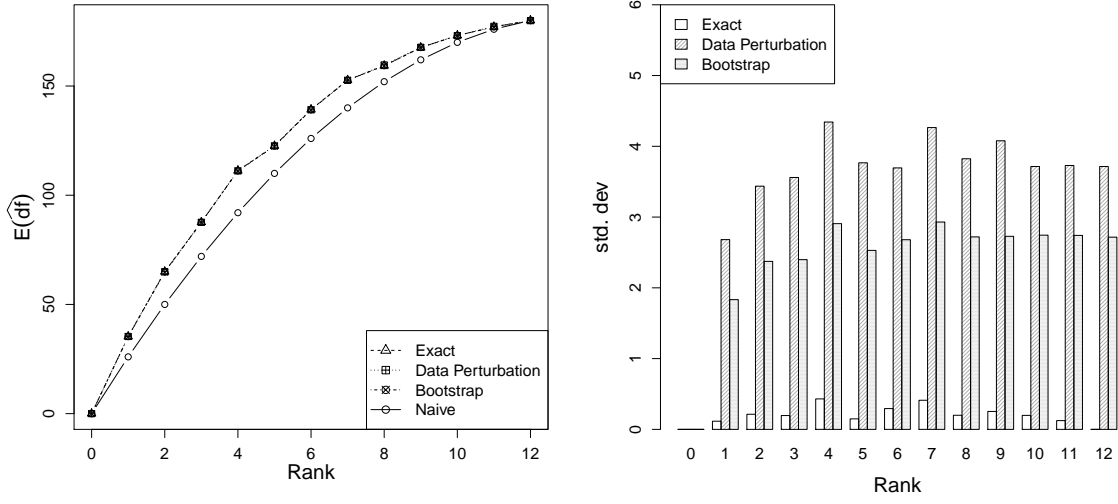 E(d̂f)
0
50
100
150
0 2 4 6 8 10 12
Rank
Exact
Data Perturbation
Bootstrap
Naive
std. dev
0
1
2
3
4
5
6
Exact
Data Perturbation
Bootstrap
0 1 2 3 4 5 6 7 8 9 10 11 12
Rank